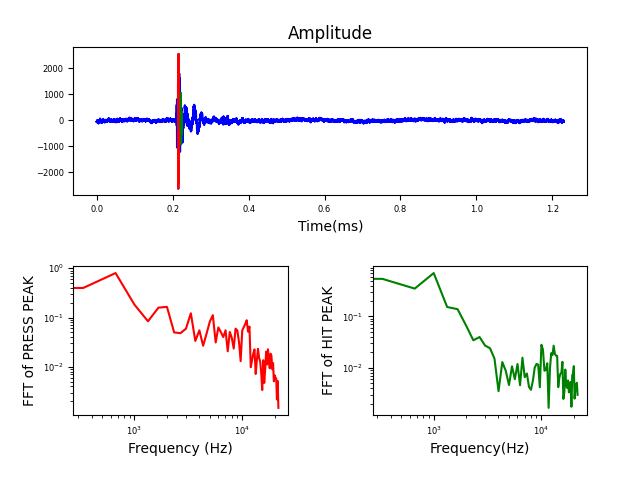 Amplitude
2000
1000
0
−1000
−2000
0.0 0.2 0.4 0.6 0.8 1.0 1.2
Time(ms)
FFT of PRESS PEAK
10⁰
10⁻¹
10⁻²
10³ 10⁴
Frequency (Hz)
FFT of HIT PEAK
10⁻¹
10⁻²
10³ 10⁴
Frequency(Hz)